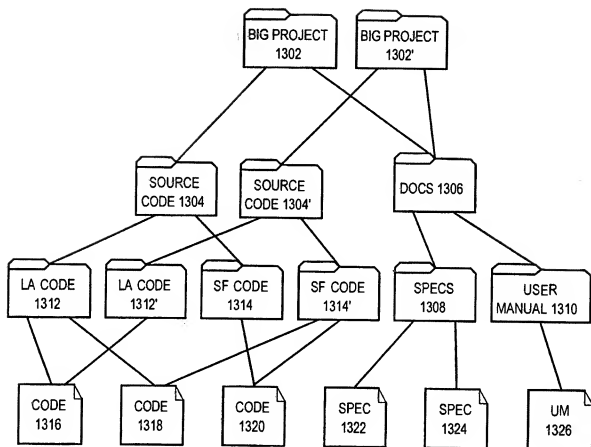 BIG PROJECT
1302
BIG PROJECT
1302'
SOURCE
CODE 1304
SOURCE
CODE 1304'
DOCS 1306
LA CODE
1312
LA CODE
1312'
SF CODE
1314
SF CODE
1314'
SPECS
1308
USER
MANUAL 1310
CODE
1316
CODE
1318
CODE
1320
SPEC
1322
SPEC
1324
UM
1326